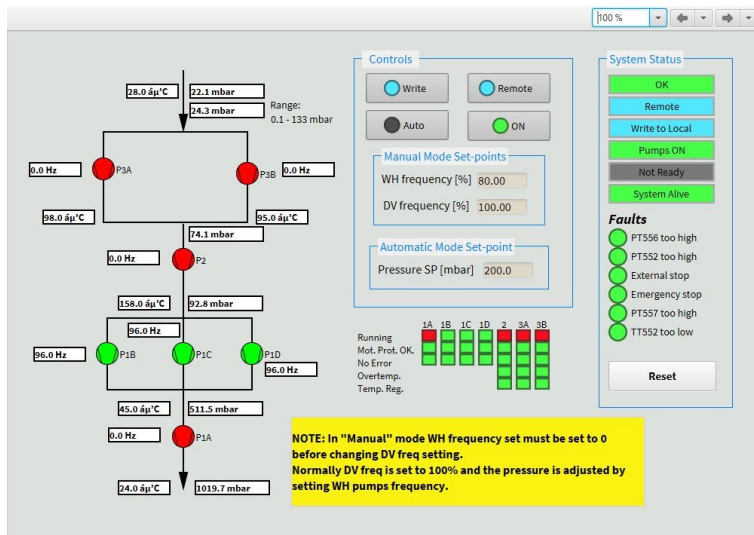 100 %
Controls
System Status
28.0 áµ'C
22.1 mbar
24.3 mbar
Range:
0.1 - 133 mbar
Write
Remote
Auto
ON
OK
Remote
Write to Local
Pumps ON
Not Ready
System Alive
0.0 Hz
P3A
P3B
0.0 Hz
Manual Mode Set-points
WH frequency [%] 80.00
DV frequency [%] 100.00
98.0 áµ'C
95.0 áµ'C
74.1 mbar
0.0 Hz
P2
Automatic Mode Set-point
Pressure SP [mbar] 200.0
Faults
PT556 too high
PT552 too high
External stop
Emergency stop
PT557 too high
TT552 too low
158.0 áµ'C
92.8 mbar
96.0 Hz
96.0 Hz
P1B
P1C
P1D
96.0 Hz
1A 1B 1C 1D 2 3A 3B
Running
Mot. Prot. OK.
No Error
Overtemp.
Temp. Reg.
Reset
45.0 áµ'C
511.5 mbar
0.0 Hz
P1A
24.0 áµ'C
1019.7 mbar
NOTE: In "Manual" mode WH frequency set must be set to 0
before changing DV freq setting.
Normally DV freq is set to 100% and the pressure is adjusted by
setting WH pumps frequency.